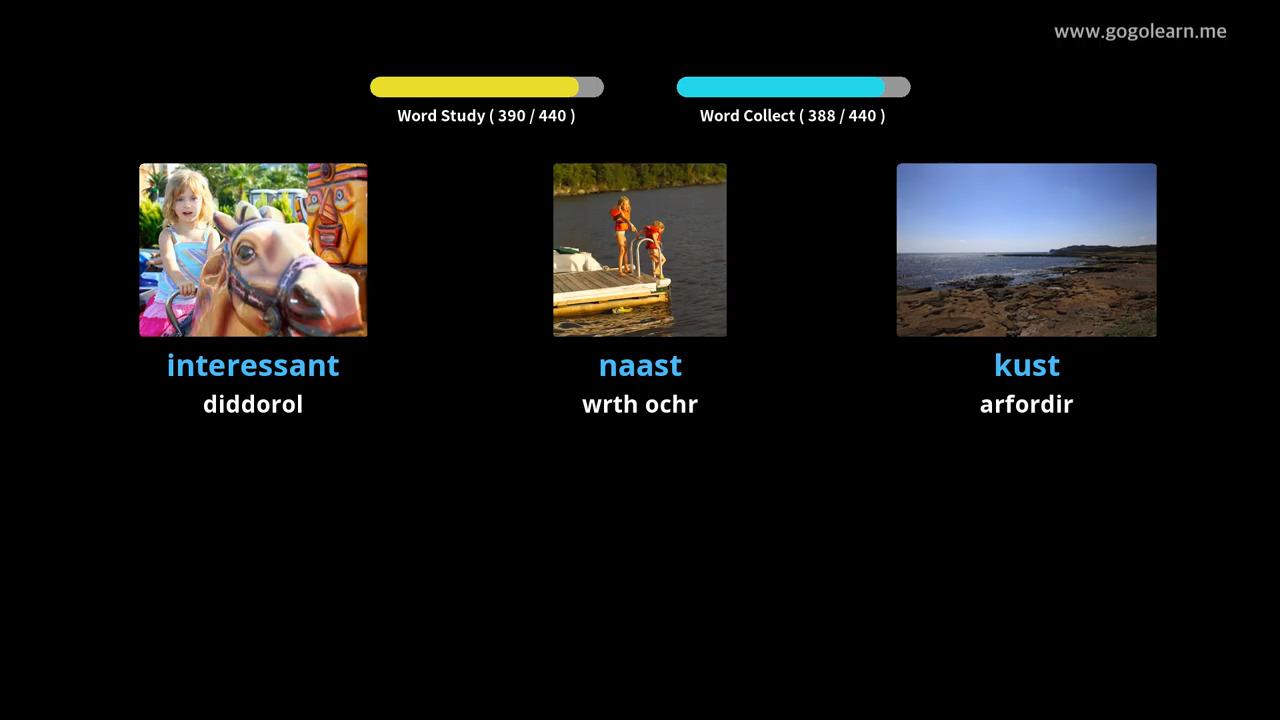 www.gogolearn.me
Word Study ( 390 / 440 )
Word Collect ( 388 / 440 )
interessant
diddorol
naast
wrth ochr
kust
arfordir